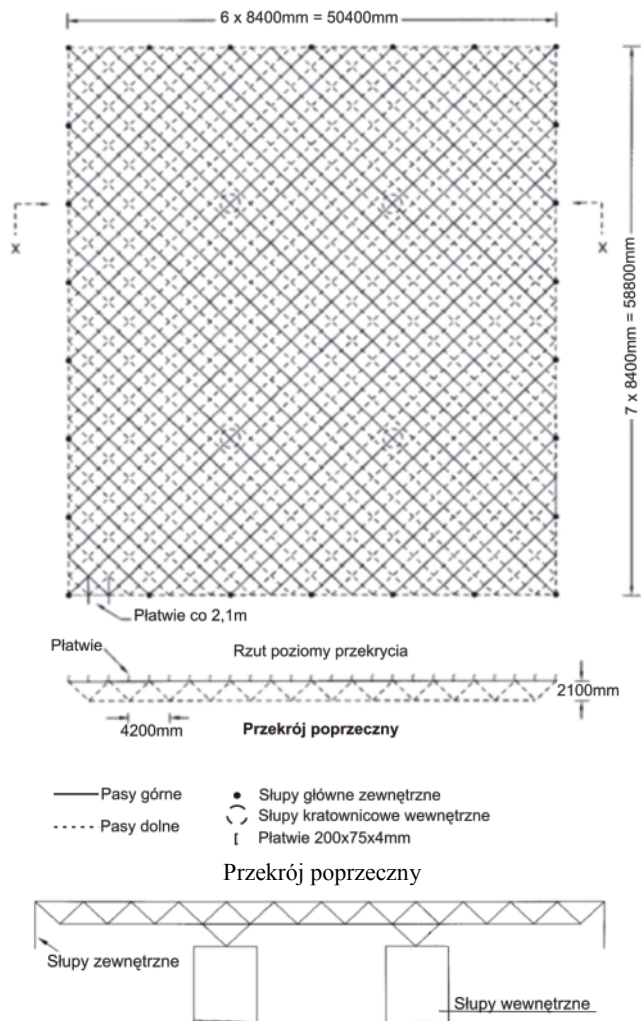 6 x 8400mm = 50400mm
x
x
7 x 8400mm = 58800mm
Płatwie co 2,1m
Płatwie
Rzut poziomy przekrycia
2100mm
4200mm
Przekrój poprzeczny
Pasy górne
Pasy dolne
Słupy główne zewnętrzne
Słupy kratownicowe wewnętrzne
Płatwie 200x75x4mm
Przekrój poprzeczny
Słupy zewnętrzne
Słupy wewnętrzne